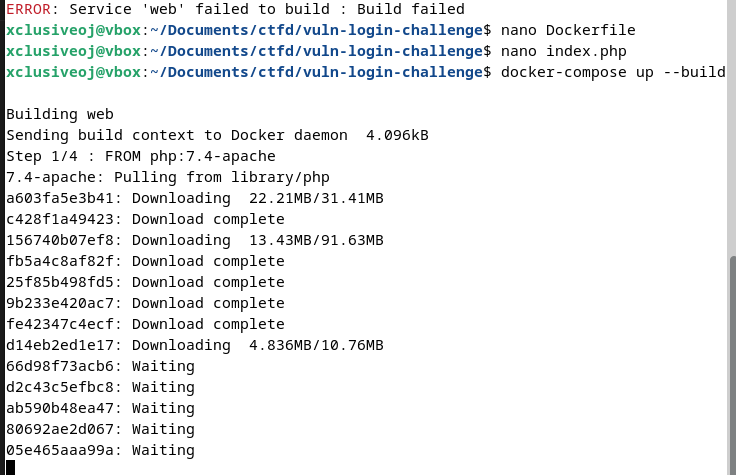 ERROR: Service 'web' failed to build : Build failed
xclusiveoj@vbox:~/Documents/ctfd/vuln-login-challenge$ nano Dockerfile
xclusiveoj@vbox:~/Documents/ctfd/vuln-login-challenge$ nano index.php
xclusiveoj@vbox:~/Documents/ctfd/vuln-login-challenge$ docker-compose up --build
Building web
Sending build context to Docker daemon  4.096kB
Step 1/4 : FROM php:7.4-apache
7.4-apache: Pulling from library/php
a603fa5e3b41: Downloading  22.21MB/31.41MB
c428f1a49423: Download complete
156740b07ef8: Downloading  13.43MB/91.63MB
fb5a4c8af82f: Download complete
25f85b498fd5: Download complete
9b233e420ac7: Download complete
fe42347c4ecf: Download complete
d14eb2ed1e17: Downloading  4.836MB/10.76MB
66d98f73acb6: Waiting
d2c43c5efbc8: Waiting
ab590b48ea47: Waiting
80692ae2d067: Waiting
05e465aaa99a: Waiting